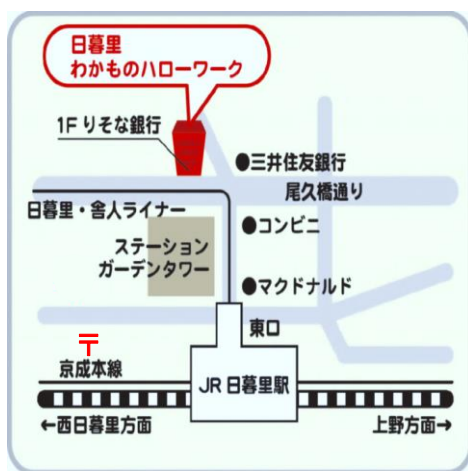 日暮里
わかものハローワーク
1F りそな銀行
●三井住友銀行
尾久橋通り
日暮里・舎人ライナー
●コンビニ
ステーション
ガーデンタワー
●マクドナルド
東口
〒
京成本線
JR 日暮里駅
←西日暮里方面
上野方面→